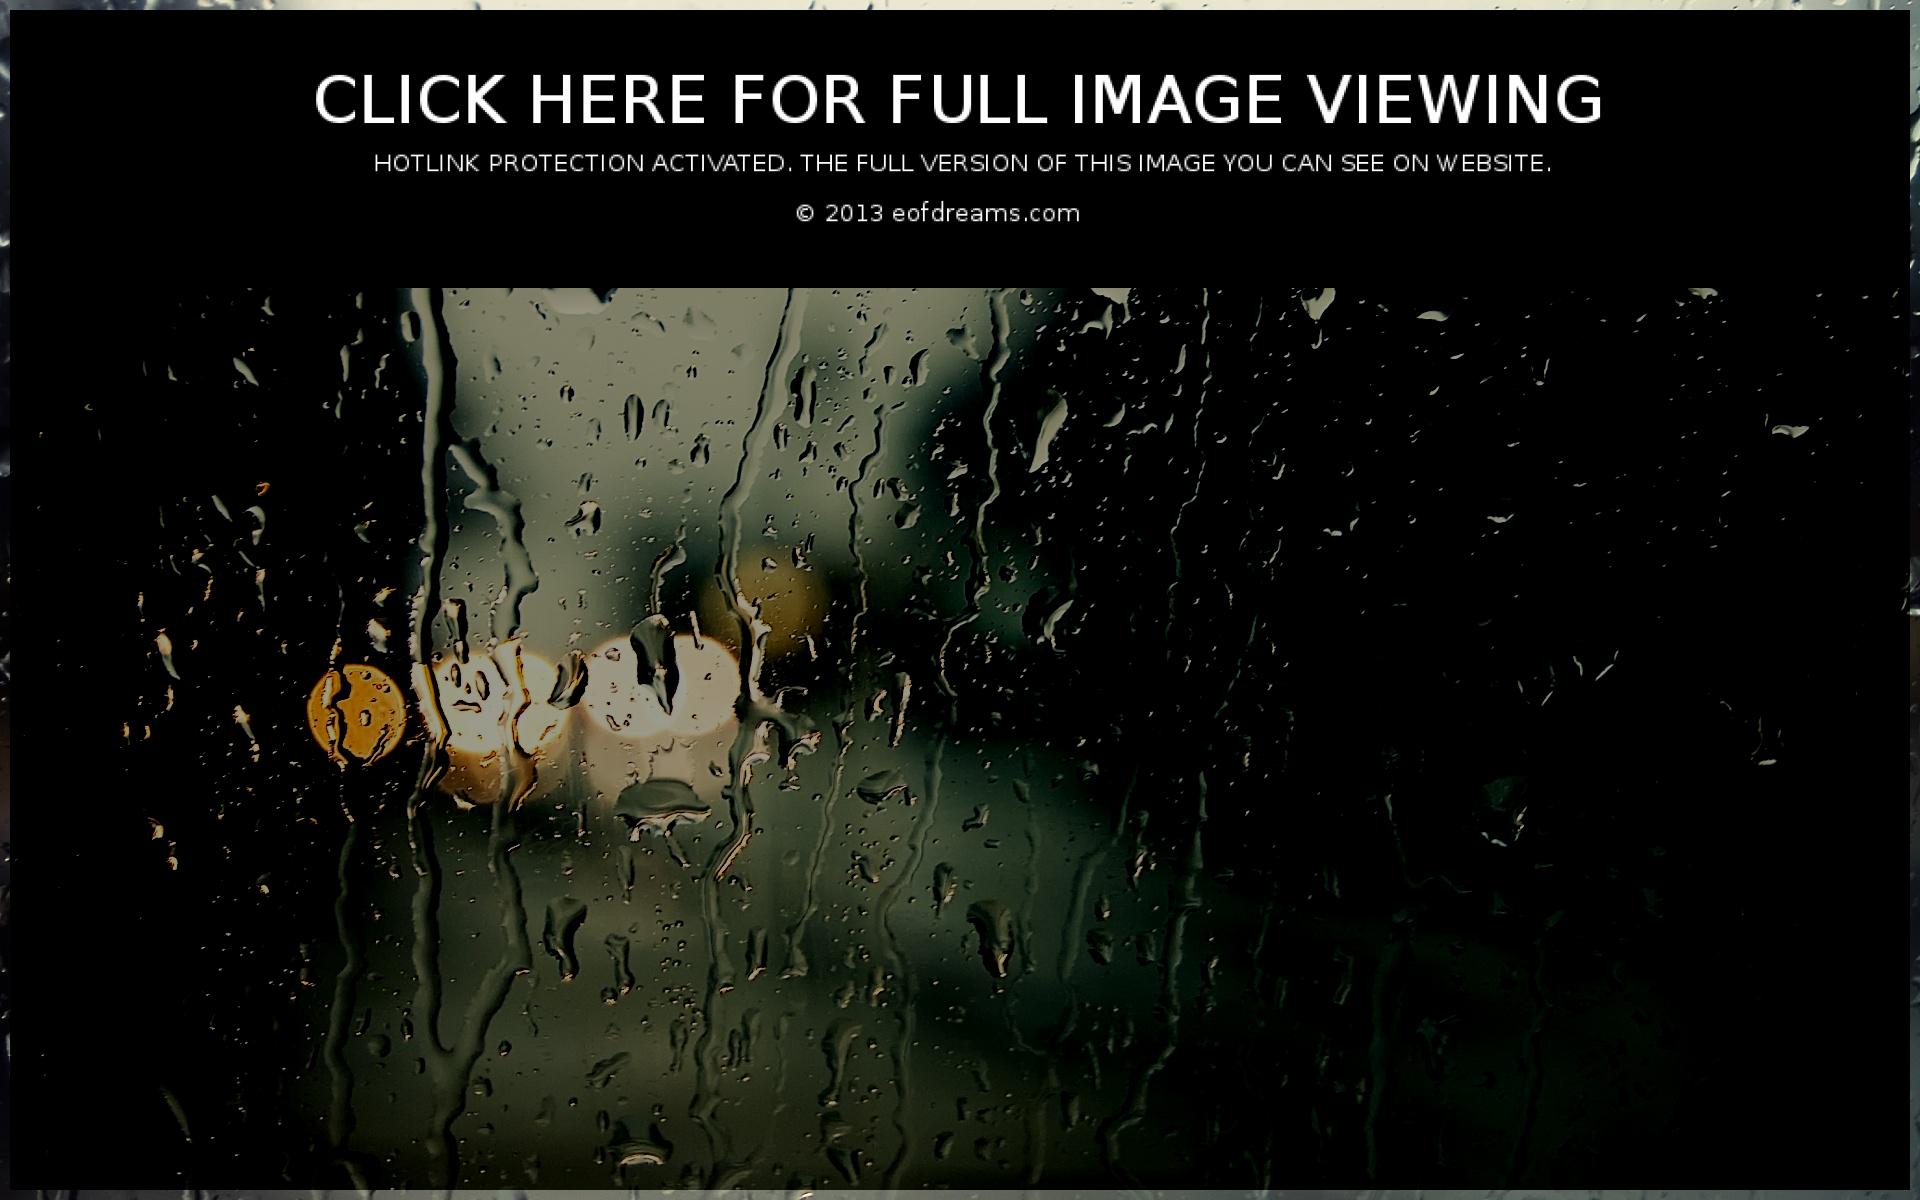 CLICK HERE FOR FULL IMAGE VIEWING
HOTLINK PROTECTION ACTIVATED. THE FULL VERSION OF THIS IMAGE YOU CAN SEE ON WEBSITE.
© 2013 eofdreams.com